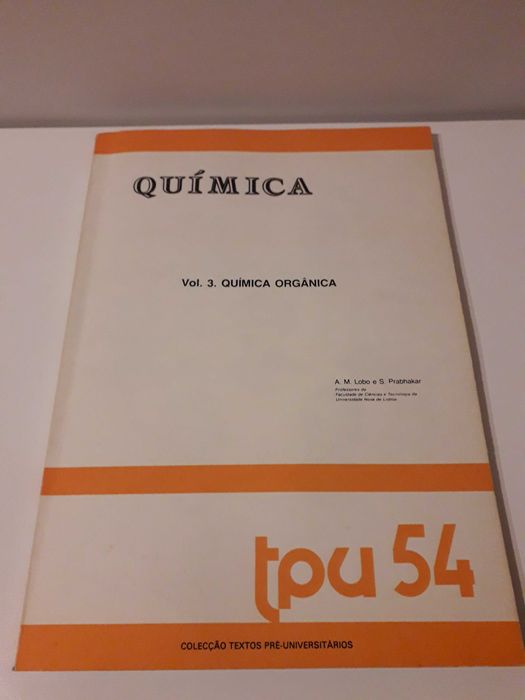 QUÍMICA
Vol. 3. QUÍMICA ORGÂNICA
A. M. Lobo e S. Prabhakar
Professores da
Faculdade de Ciências e Tecnologia da
Universidade Nova de Lisboa
tpu 54
COLECÇÃO TEXTOS PRÉ-UNIVERSITÁRIOS